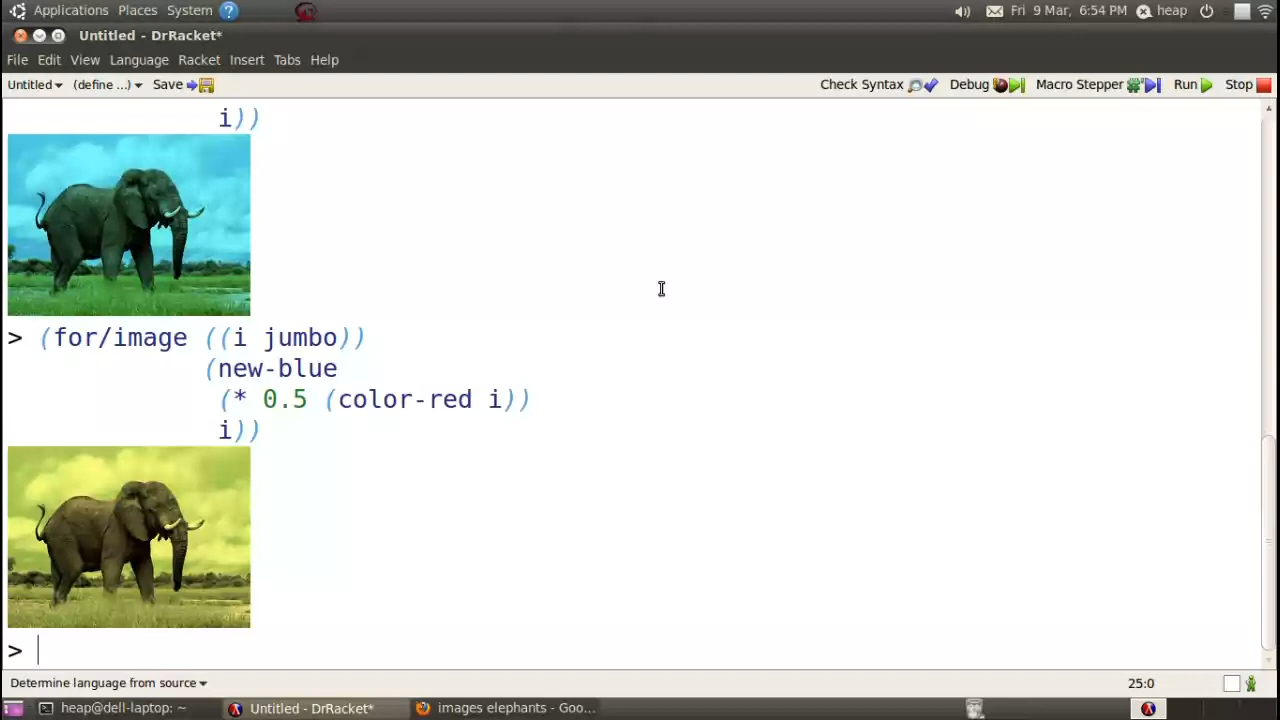 Applications Places System ? Fri 9 Mar, 6:54 PM heap
Untitled - DrRacket*
File Edit View Language Racket Insert Tabs Help
Untitled (define ...) Save Check Syntax Debug Macro Stepper Run Stop
i))
> (for/image ((i jumbo))
(new-blue
(* 0.5 (color-red i))
i))
>
Determine language from source 25:0
heap@dell-laptop: ~ Untitled - DrRacket* images elephants - Goo...